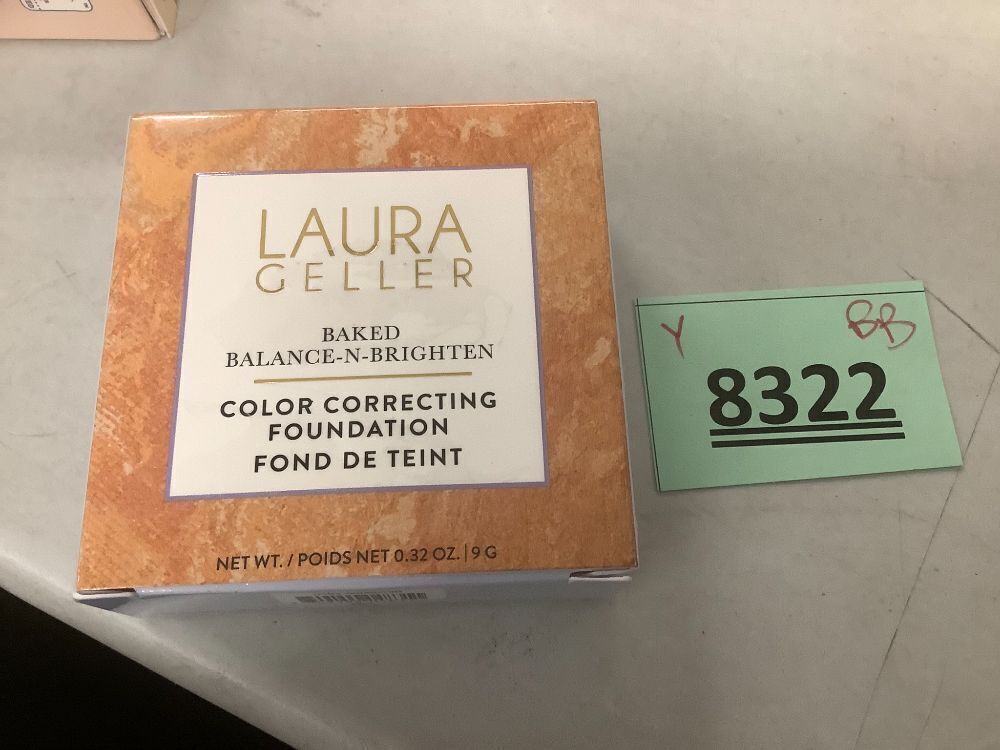 LAURA
GELLER
BAKED
BALANCE-N-BRIGHTEN
COLOR CORRECTING
FOUNDATION
FOND DE TEINT
NET WT. / POIDS NET 0.32 OZ. | 9 G
Y BB
8322